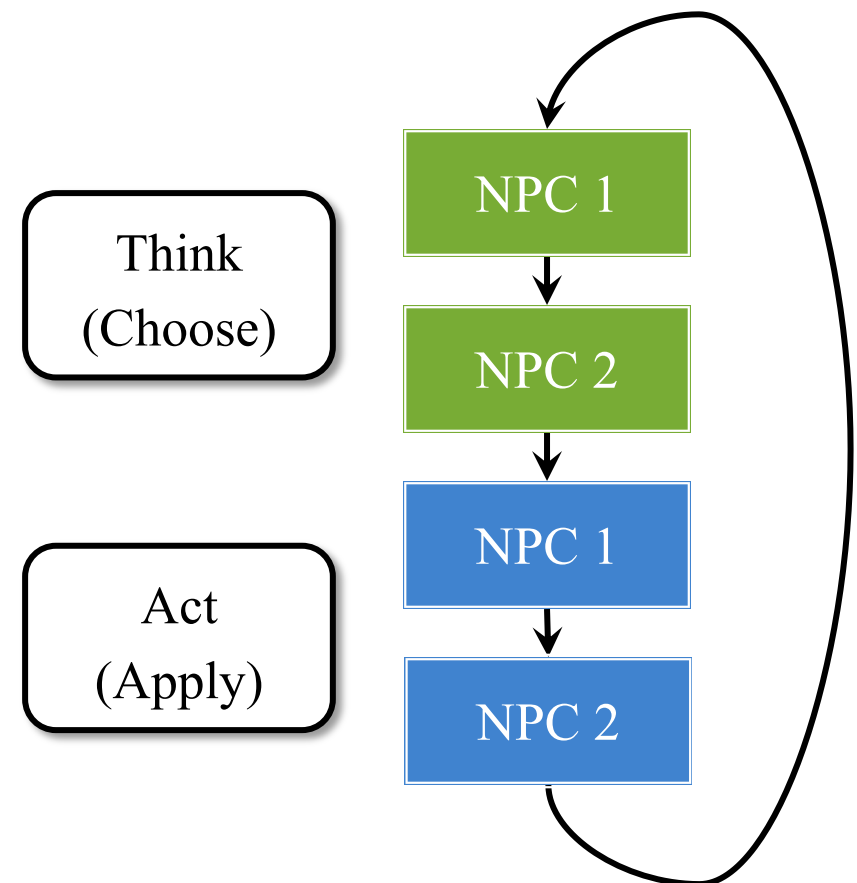 NPC 1
Think
(Choose)
NPC 2
NPC 1
Act
(Apply)
NPC 2